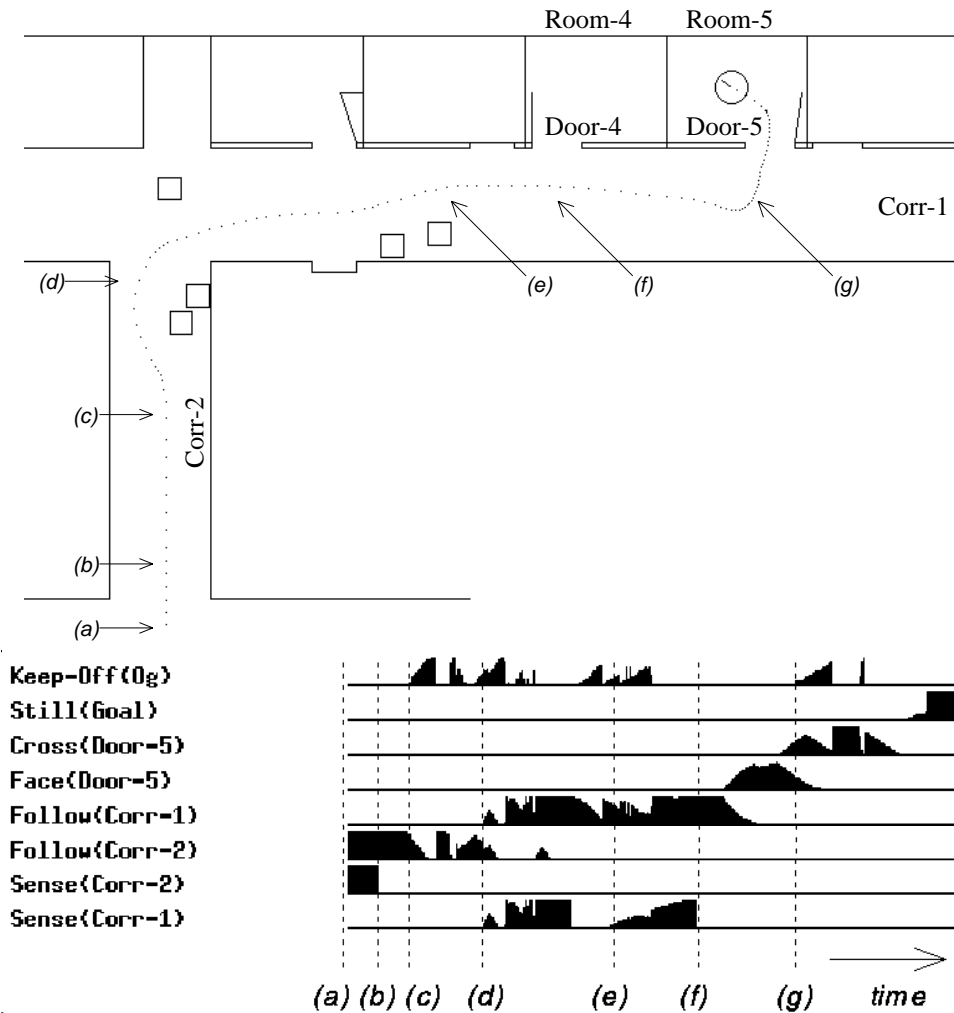 Room-4 Room-5
Door-4 Door-5
Corr-1
(d) (e) (f) (g)
(c)
Corr-2
(b)
(a)
Keep-Off(Og)
Still(Goal)
Cross(Door-5)
Face(Door-5)
Follow(Corr-1)
Follow(Corr-2)
Sense(Corr-2)
Sense(Corr-1)
(a) (b) (c) (d) (e) (f) (g) time